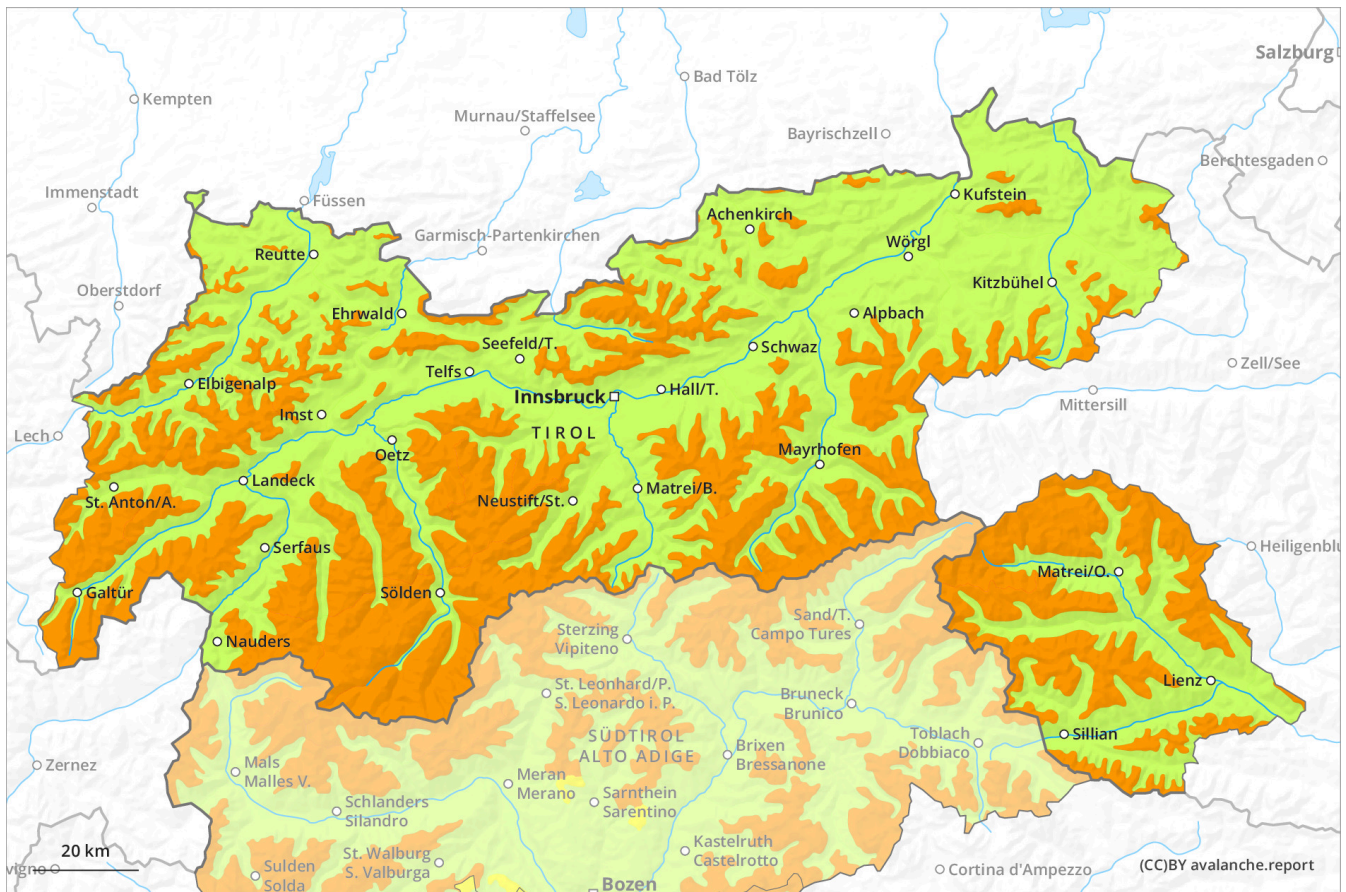 Salzburg
Bad Tölz
Kempten
Murnau/Staffelsee
Bayrischzell
Berchtesgaden
Immenstadt
Füssen
Kufstein
Achenkirch
Garmisch-Partenkirchen
Wörgl
Reutte
Kitzbühel
Oberstdorf
Ehrwald
Alpbach
Seefeld/T.
Schwaz
Zell/See
Telfs
Elbigenalp
Hall/T.
Innsbruck
Mittersill
Imst
TIROL
Lech
Oetz
Mayrhofen
Landeck
Matrei/B.
St. Anton/A.
Neustift/St.
Serfaus
Heiligenblu
Matrei/O.
Galtür
Sölden
Sand/T.
Campo Tures
Sterzing
Vipiteno
Nauders
Lienz
St. Leonhard/P.
S. Leonardo i. P.
Bruneck
Brunico
SÜDTIROL
ALTO ADIGE
Toblach
Dobbiaco
Sillian
Brixen
Bressanone
Zernez
Mals
Malles V.
Meran
Merano
Sarnthein
Sarentino
Schlanders
Silandro
Kastelruth
Castelrotto
20 km
St. Walburg
S. Valburga
vigno
Sulden
Solda
Cortina d'Ampezzo
(CC)BY avalanche.report
Bozen